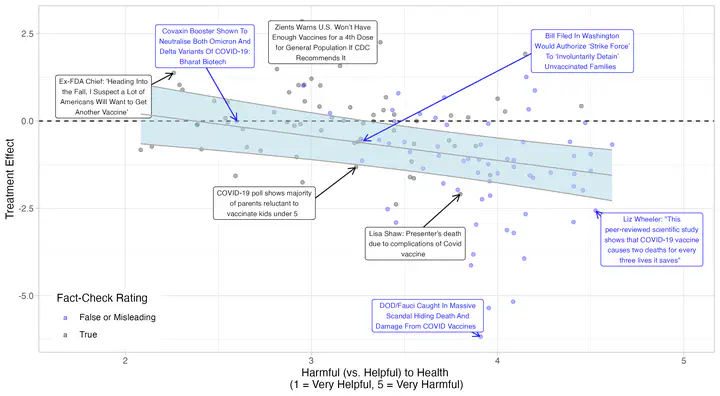 Covaxin Booster Shown To
Neutralise Both Omicron And
Delta Variants Of COVID-19:
Bharat Biotech
Zients Warns U.S. Won't Have
Enough Vaccines for a 4th Dose
for General Population If CDC
Recommends It
Bill Filed In Washington
Would Authorize 'Strike Force'
To 'Involuntarily Detain'
Unvaccinated Families
Ex-FDA Chief: 'Heading Into
the Fall, I Suspect a Lot of
Americans Will Want to Get
Another Vaccine'
COVID-19 poll shows majority
of parents reluctant to
vaccinate kids under 5
Lisa Shaw: Presenter's death
due to complications of Covid
vaccine
Liz Wheeler: "This
peer-reviewed scientific study
shows that COVID-19 vaccine
causes two deaths for every
three lives it saves"
DOD/Fauci Caught In Massive
Scandal Hiding Death And
Damage From COVID Vaccines
Treatment Effect
2.5
0.0
-2.5
-5.0
Fact-Check Rating
a False or Misleading
a True
2 3 4 5
Harmful (vs. Helpful) to Health
(1 = Very Helpful, 5 = Very Harmful)